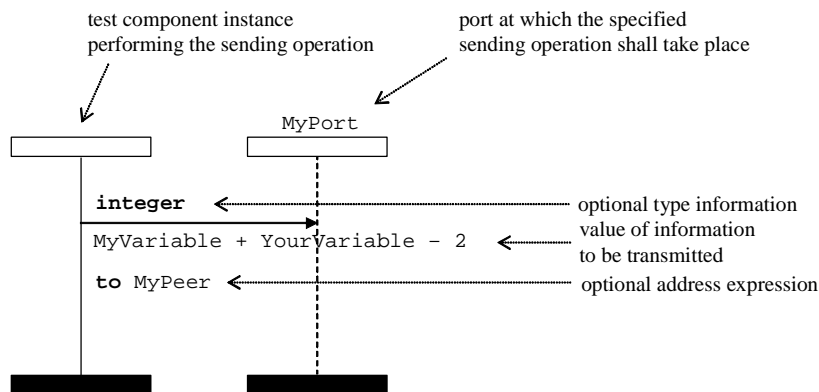 test component instance
performing the sending operation
port at which the specified
sending operation shall take place
MyPort
integer
optional type information
value of information
to be transmitted
MyVariable + YourVariable – 2
to MyPeer
optional address expression